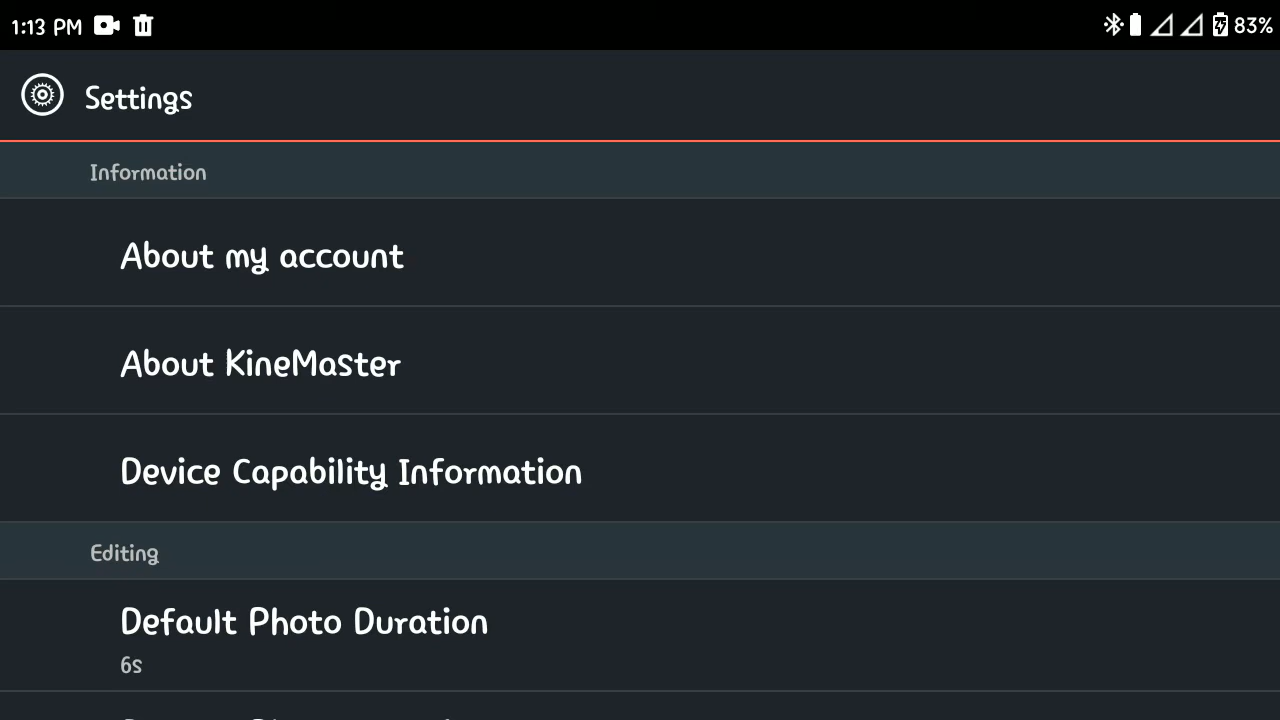 1:13 PM 83%
Settings
Information
About my account
About KineMaster
Device Capability Information
Editing
Default Photo Duration
6s